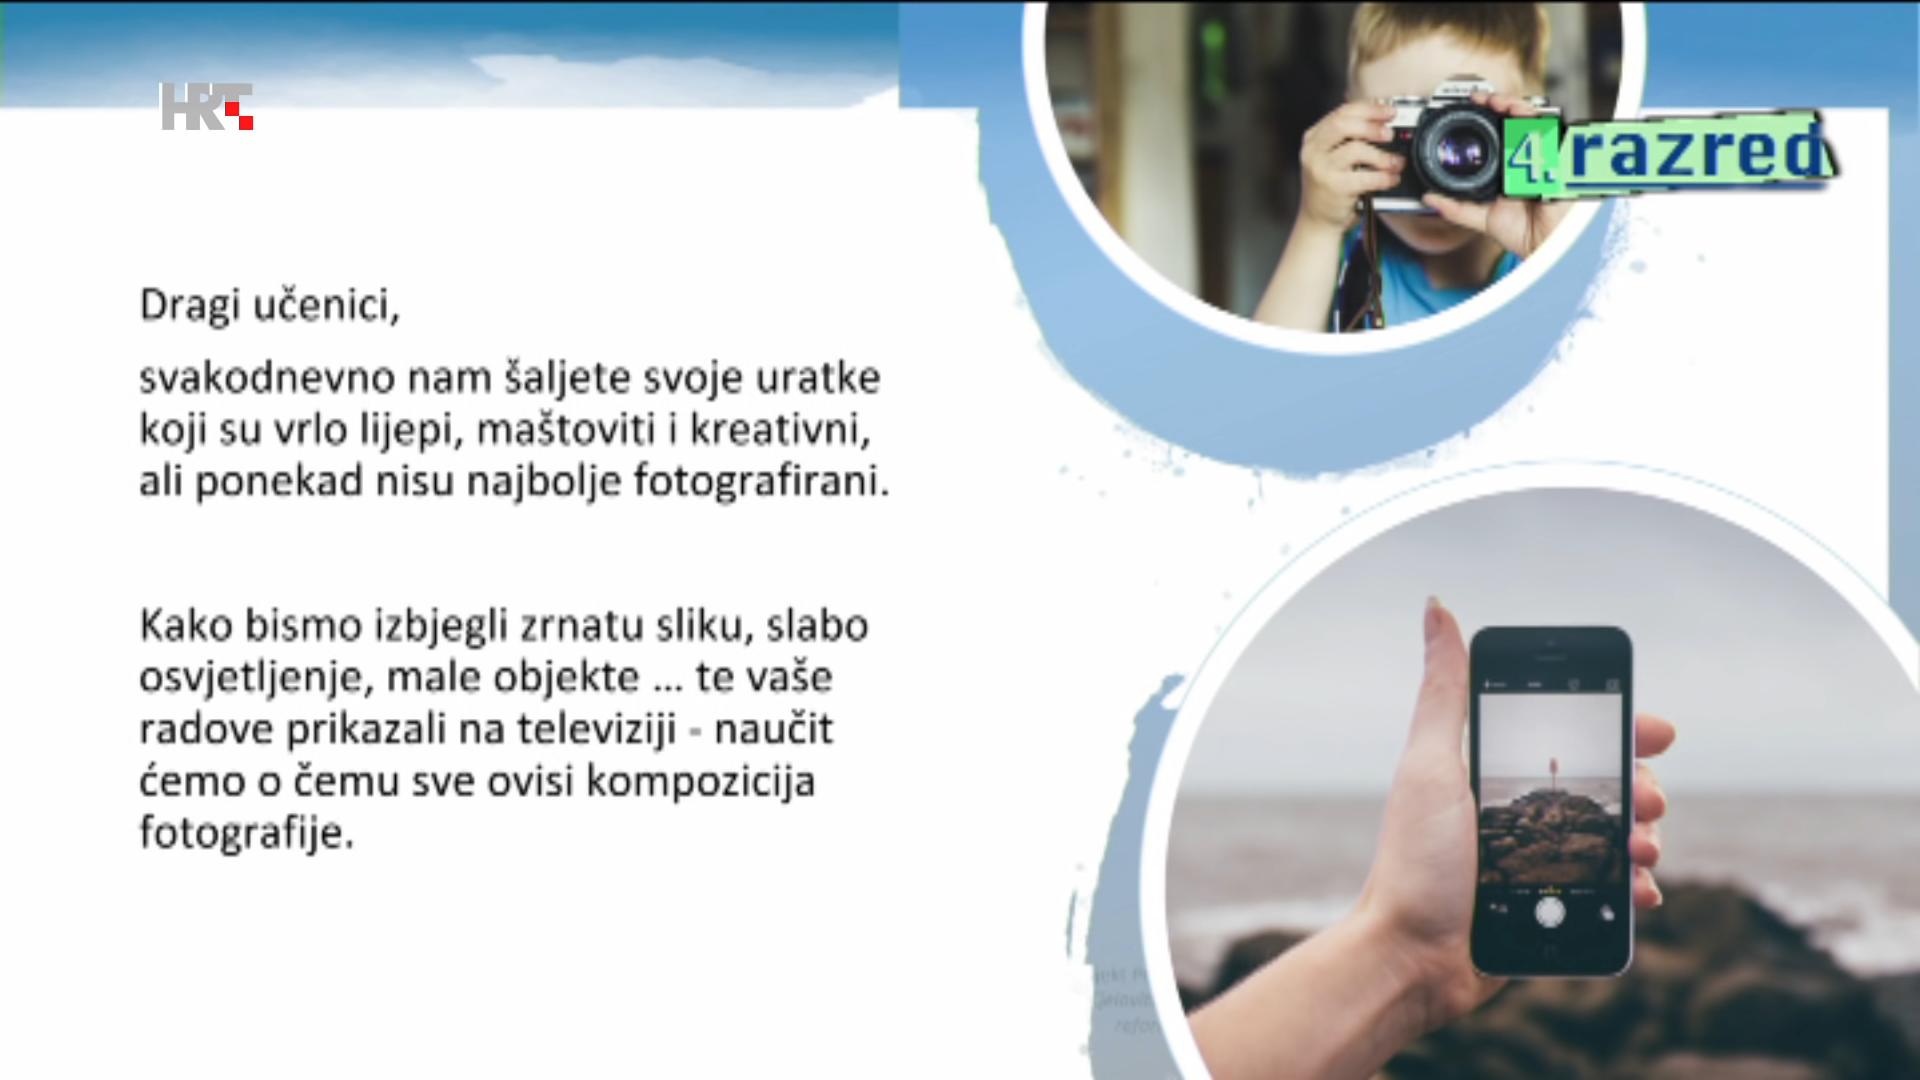 HRT
4. razred
Dragi učenici,
svakodnevno nam šaljete svoje uratke
koji su vrlo lijepi, maštoviti i kreativni,
ali ponekad nisu najbolje fotografirani.
Kako bismo izbjegli zrnatu sliku, slabo
osvjetljenje, male objekte ... te vaše
radove prikazali na televiziji - naučit
ćemo o čemu sve ovisi kompozicija
fotografije.